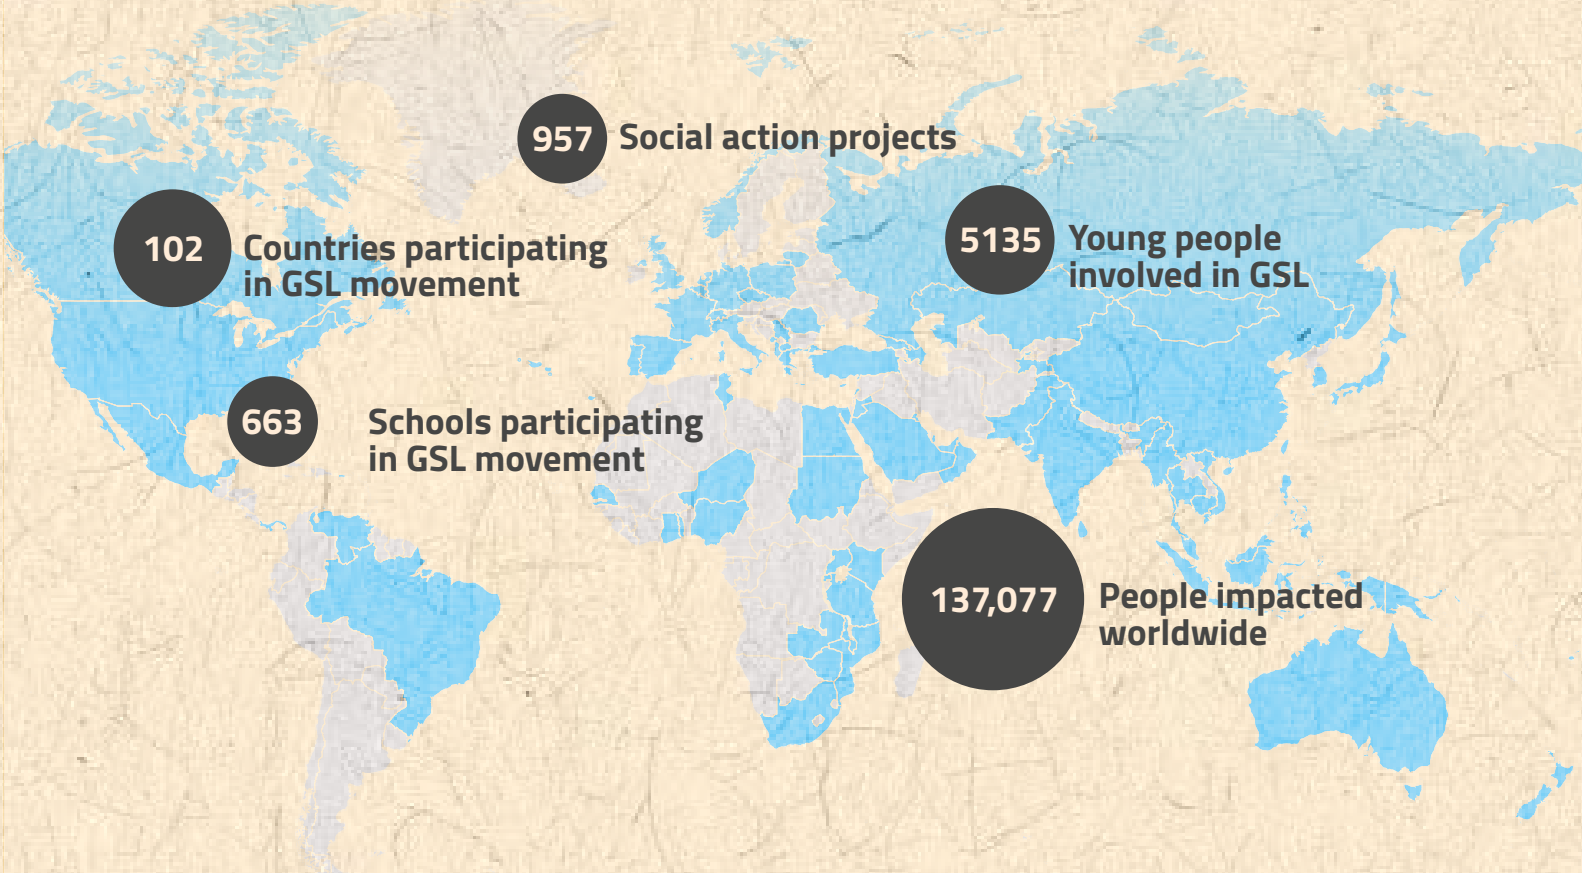 957
Social action projects
102
Countries participating
in GSL movement
5135
Young people
involved in GSL
663
Schools participating
in GSL movement
137,077
People impacted
worldwide